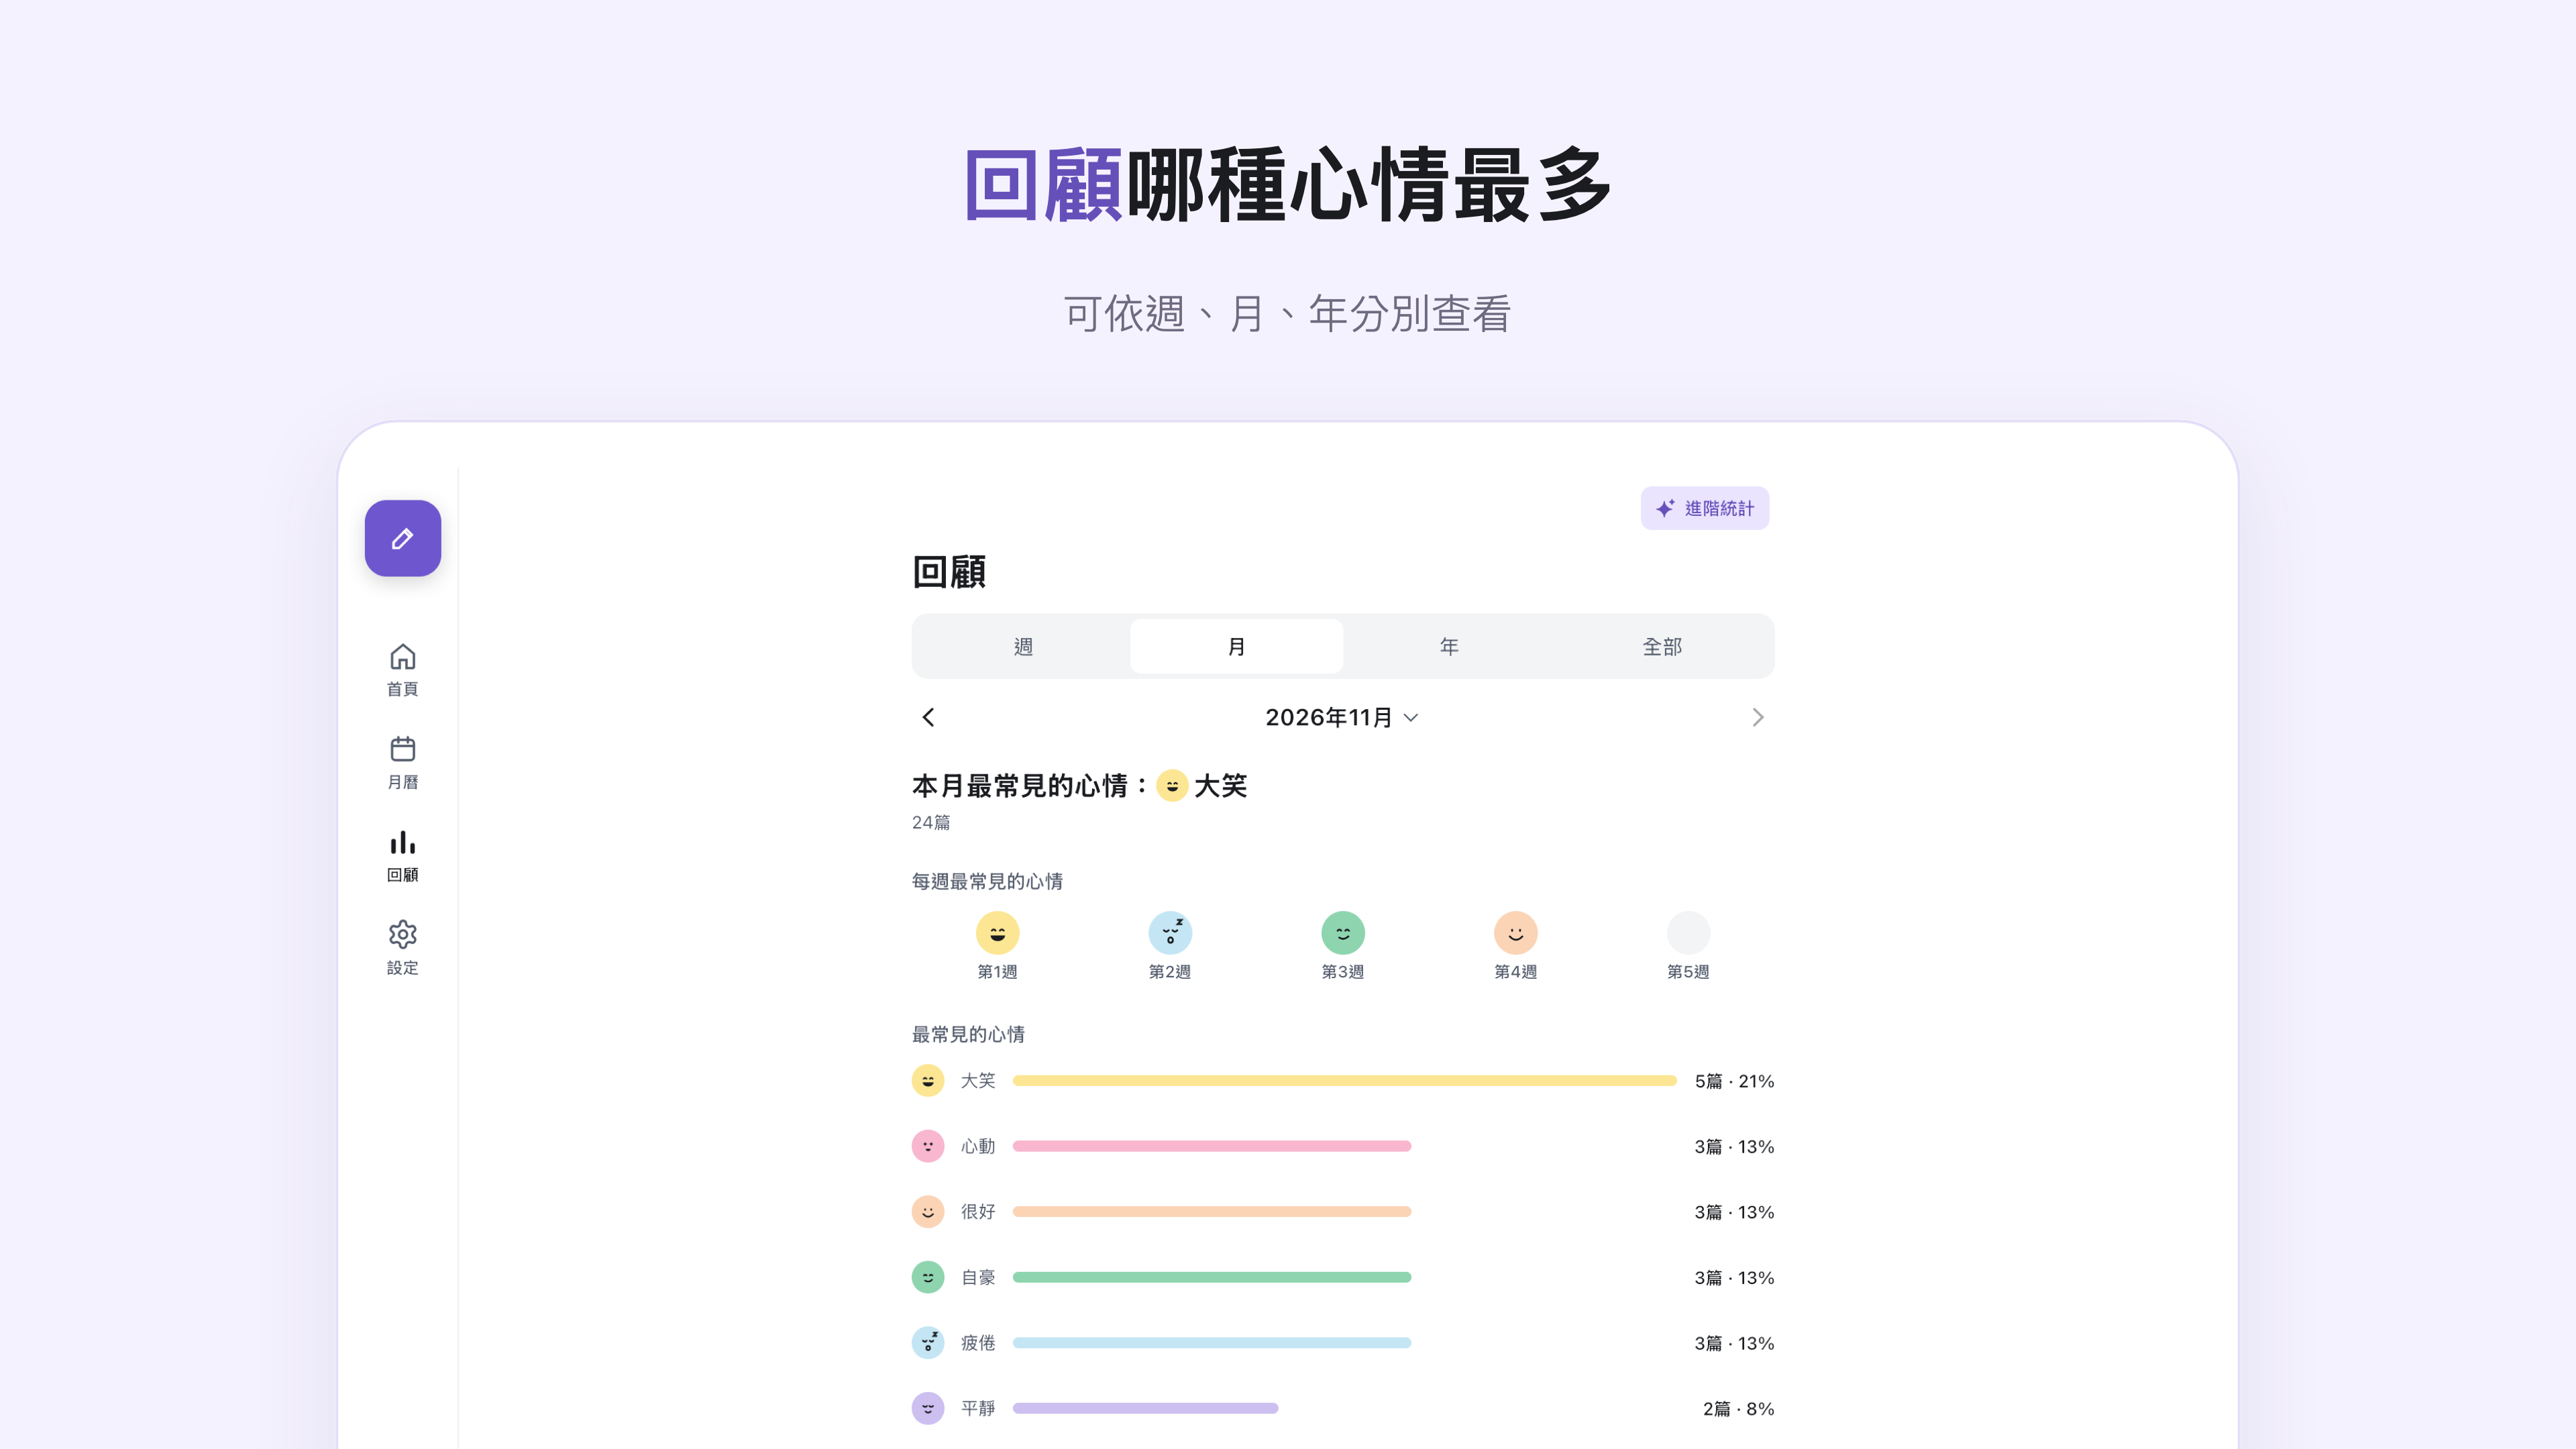 回顧哪種心情最多
可依週、月、年分別查看
進階統計
回顧
週 月 年 全部
2026年11月
本月最常見的心情：大笑
24篇
每週最常見的心情
第1週 第2週 第3週 第4週 第5週
最常見的心情
大笑 5篇 · 21%
心動 3篇 · 13%
很好 3篇 · 13%
自豪 3篇 · 13%
疲倦 3篇 · 13%
平靜 2篇 · 8%
首頁
月曆
回顧
設定